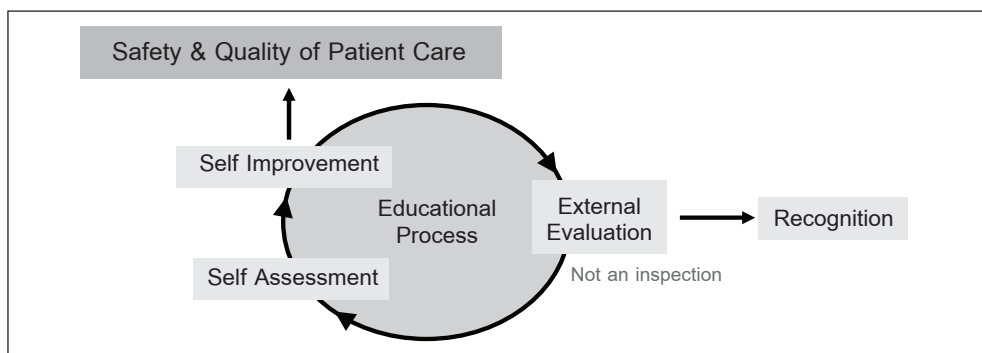 Safety & Quality of Patient Care
Self Improvement
Educational
Process
External
Evaluation
Recognition
Self Assessment
Not an inspection